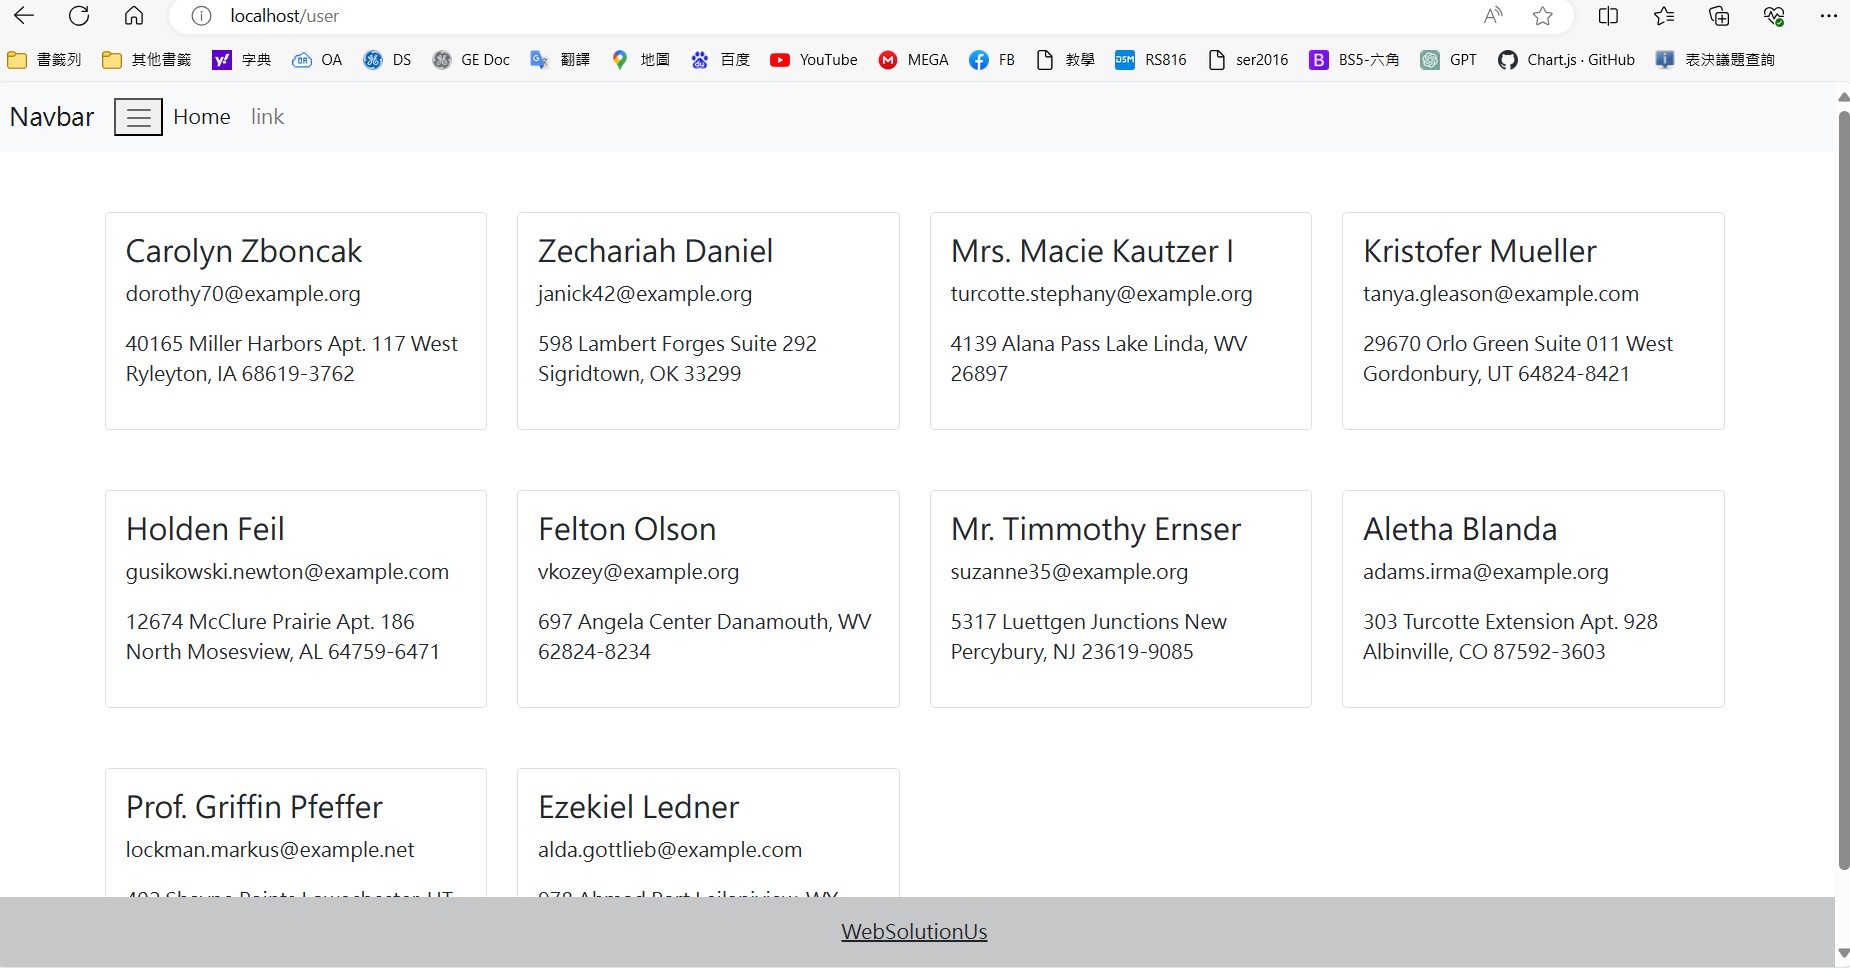 localhost/user
書籤列 其他書籤 字典 OA DS GE Doc 翻譯 地圖 百度 YouTube MEGA FB 教學 RS816 ser2016 BS5-六角 GPT Chart.js · GitHub 表決議題查詢
Navbar Home link
Carolyn Zboncak
dorothy70@example.org
40165 Miller Harbors Apt. 117 West
Ryleyton, IA 68619-3762
Zechariah Daniel
janick42@example.org
598 Lambert Forges Suite 292
Sigridtown, OK 33299
Mrs. Macie Kautzer I
turcotte.stephany@example.org
4139 Alana Pass Lake Linda, WV
26897
Kristofer Mueller
tanya.gleason@example.com
29670 Orlo Green Suite 011 West
Gordonbury, UT 64824-8421
Holden Feil
gusikowski.newton@example.com
12674 McClure Prairie Apt. 186
North Mosesview, AL 64759-6471
Felton Olson
vkozey@example.org
697 Angela Center Danamouth, WV
62824-8234
Mr. Timmothy Ernser
suzanne35@example.org
5317 Luettgen Junctions New
Percybury, NJ 23619-9085
Aletha Blanda
adams.irma@example.org
303 Turcotte Extension Apt. 928
Albinville, CO 87592-3603
Prof. Griffin Pfeffer
lockman.markus@example.net
Ezekiel Ledner
alda.gottlieb@example.com
WebSolutionUs